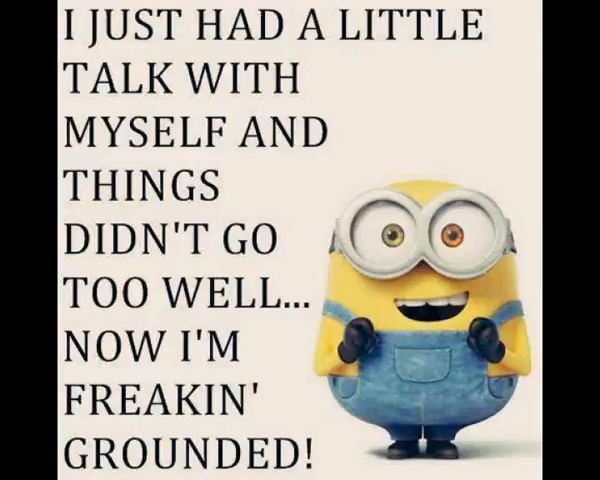 I JUST HAD A LITTLE
TALK WITH
MYSELF AND
THINGS
DIDN'T GO
TOO WELL...
NOW I'M
FREAKIN'
GROUNDED!